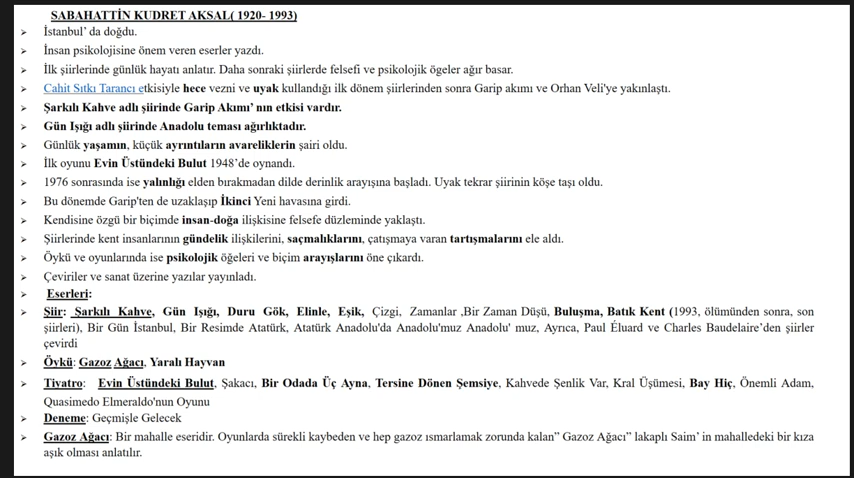 SABAHATTİN KUDRET AKSAL( 1920- 1993)
➢ İstanbul' da doğdu.
➢ İnsan psikolojisine önem veren eserler yazdı.
➢ İlk şiirlerinde günlük hayatı anlatır. Daha sonraki şiirlerde felsefi ve psikolojik ögeler ağır basar.
➢ Cahit Sıtkı Tarancı etkisiyle hece vezni ve uyak kullandığı ilk dönem şiirlerinden sonra Garip akımı ve Orhan Veli'ye yakınlaştı.
➢ Şarkılı Kahve adlı şiirinde Garip Akımı' nın etkisi vardır.
➢ Gün Işığı adlı şiirinde Anadolu teması ağırlıktadır.
➢ Günlük yaşamın, küçük ayrıntıların avareliklerin şairi oldu.
➢ İlk oyunu Evin Üstündeki Bulut 1948'de oynandı.
➢ 1976 sonrasında ise yalınlığı elden bırakmadan dilde derinlik arayışına başladı. Uyak tekrar şiirinin köşe taşı oldu.
➢ Bu dönemde Garip'ten de uzaklaşıp İkinci Yeni havasına girdi.
➢ Kendisine özgü bir biçimde insan-doğa ilişkisine felsefe düzleminde yaklaştı.
➢ Şiirlerinde kent insanlarının gündelik ilişkilerini, saçmalıklarını, çatışmaya varan tartışmalarını ele aldı.
➢ Öykü ve oyunlarında ise psikolojik öğeleri ve biçim arayışlarını öne çıkardı.
➢ Çeviriler ve sanat üzerine yazılar yayınladı.
➢ Eserleri:
➢ Şiir: Şarkılı Kahve, Gün Işığı, Duru Gök, Elinle, Eşik, Çizgi, Zamanlar ,Bir Zaman Düşü, Buluşma, Batık Kent (1993, ölümünden sonra, son
şiirleri), Bir Gün İstanbul, Bir Resimde Atatürk, Atatürk Anadolu'da Anadolu'muz Anadolu' muz, Ayrıca, Paul Éluard ve Charles Baudelaire'den şiirler
çevirdi
➢ Öykü: Gazoz Ağacı, Yaralı Hayvan
➢ Tiyatro: Evin Üstündeki Bulut, Şakacı, Bir Odada Üç Ayna, Tersine Dönen Şemsiye, Kahvede Şenlik Var, Kral Üşümesi, Bay Hiç, Önemli Adam,
Quasimedo Elmeraldo'nun Oyunu
➢ Deneme: Geçmişle Gelecek
➢ Gazoz Ağacı: Bir mahalle eseridir. Oyunlarda sürekli kaybeden ve hep gazoz ısmarlamak zorunda kalan" Gazoz Ağacı" lakaplı Saim' in mahalledeki bir kıza
aşık olması anlatılır.